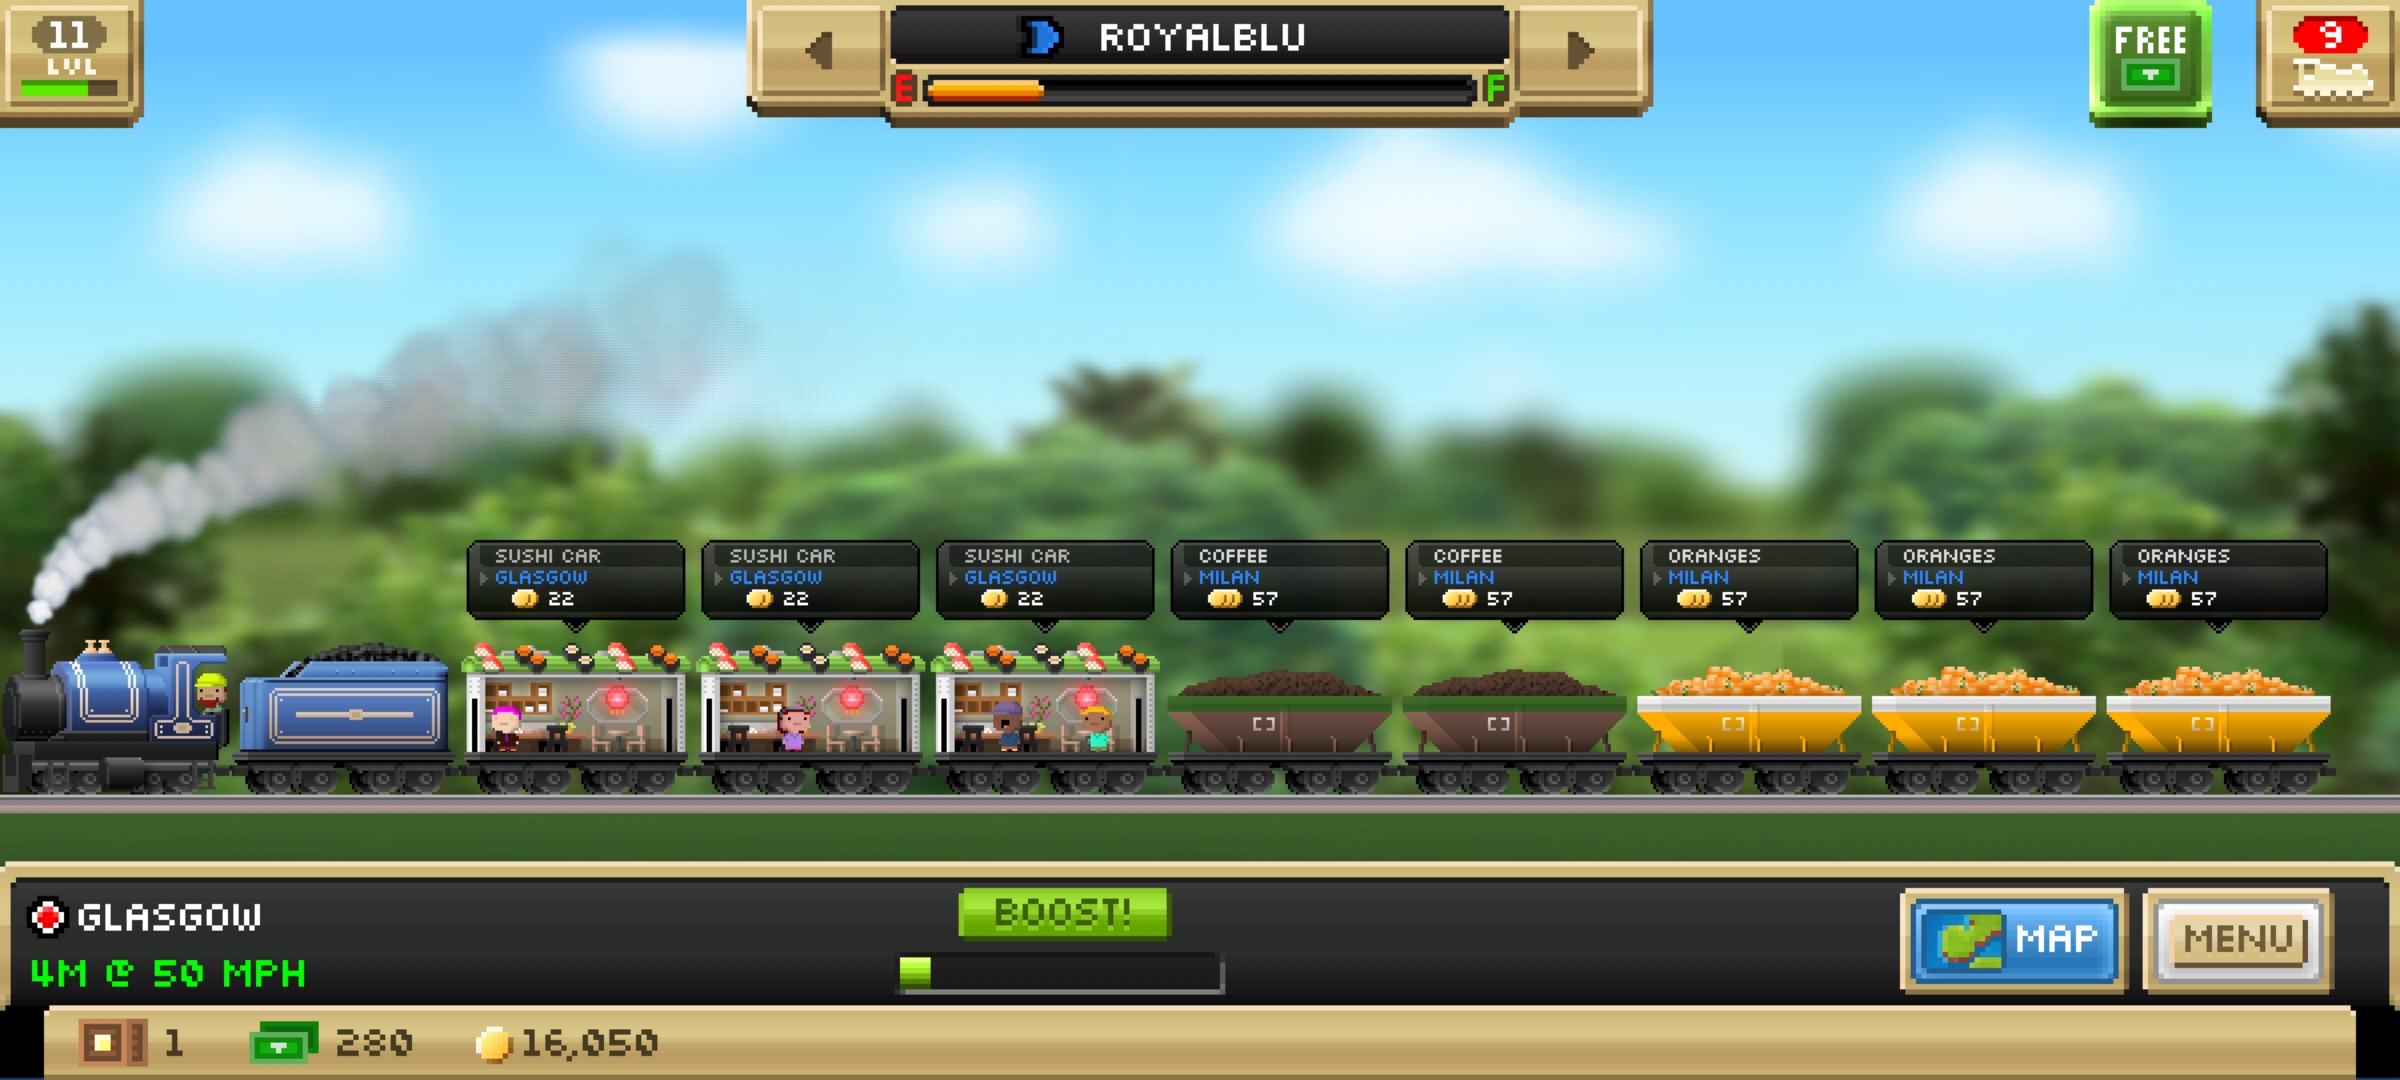 11
LVL
ROYALBLU
E
F
FREE
9
SUSHI CAR
GLASGOW
22
SUSHI CAR
GLASGOW
22
SUSHI CAR
GLASGOW
22
COFFEE
MILAN
57
COFFEE
MILAN
57
ORANGES
MILAN
57
ORANGES
MILAN
57
ORANGES
MILAN
57
GLASGOW
4M @ 50 MPH
BOOST!
MAP
MENU
1
280
16,050